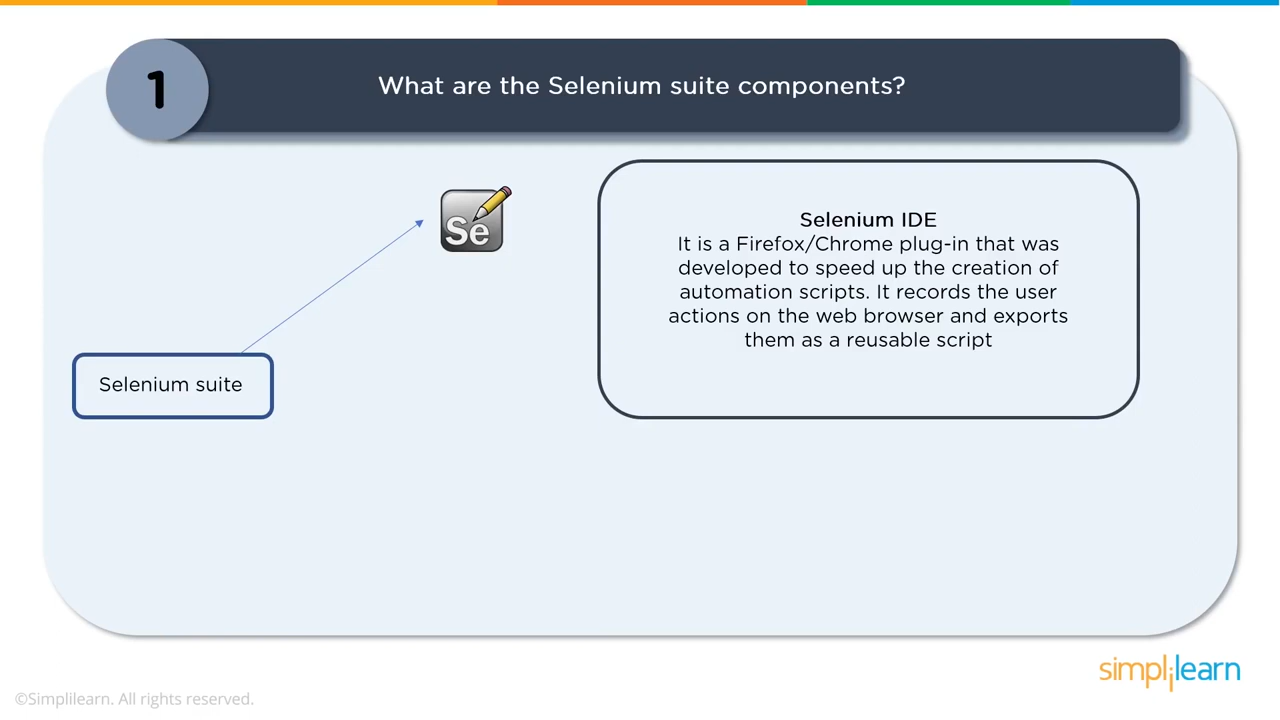 1
What are the Selenium suite components?
Se
Selenium IDE
It is a Firefox/Chrome plug-in that was
developed to speed up the creation of
automation scripts. It records the user
actions on the web browser and exports
them as a reusable script
Selenium suite
simplilearn
©Simplilearn. All rights reserved.